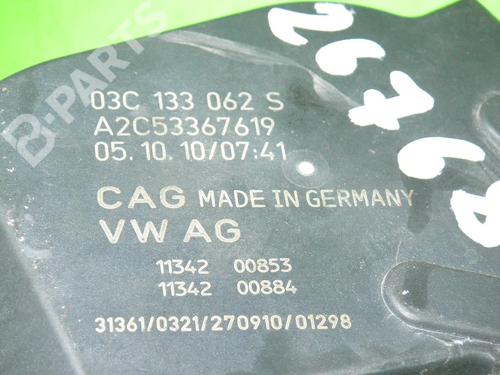 03C 133 062 S
A2C53367619
05.10.10/07:41
CAG MADE IN GERMANY
VW AG
11342 00853
11342 00884
31361/0321/270910/01298
26768
B-PARTS